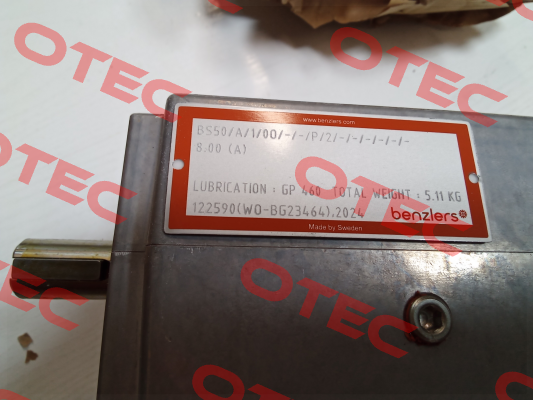 OTEC
OTEC
www.benzlers.com
BS50/A/1/00/-/-/P/2/-/-/-/-/-/-
8.00 (A)
LUBRICATION : GP 460 TOTAL WEIGHT : 5.11 KG
122590(WO-BG23464).2024
benzlers
Made by Sweden
OTEC
OTEC
OTEC
OTEC
OTEC